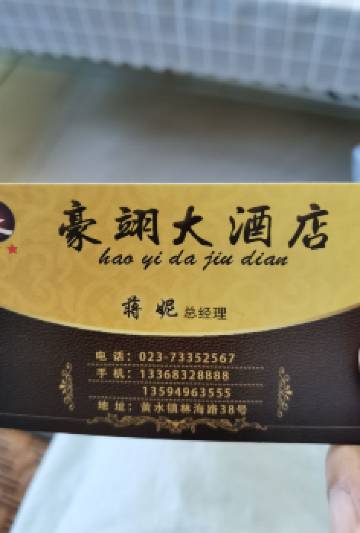 豪翊大酒店
hao yi da jiu dian
蒋妮 总经理
电话：023-73352567
手机：13368328888
13594963555
地址：黄水镇林海路38号